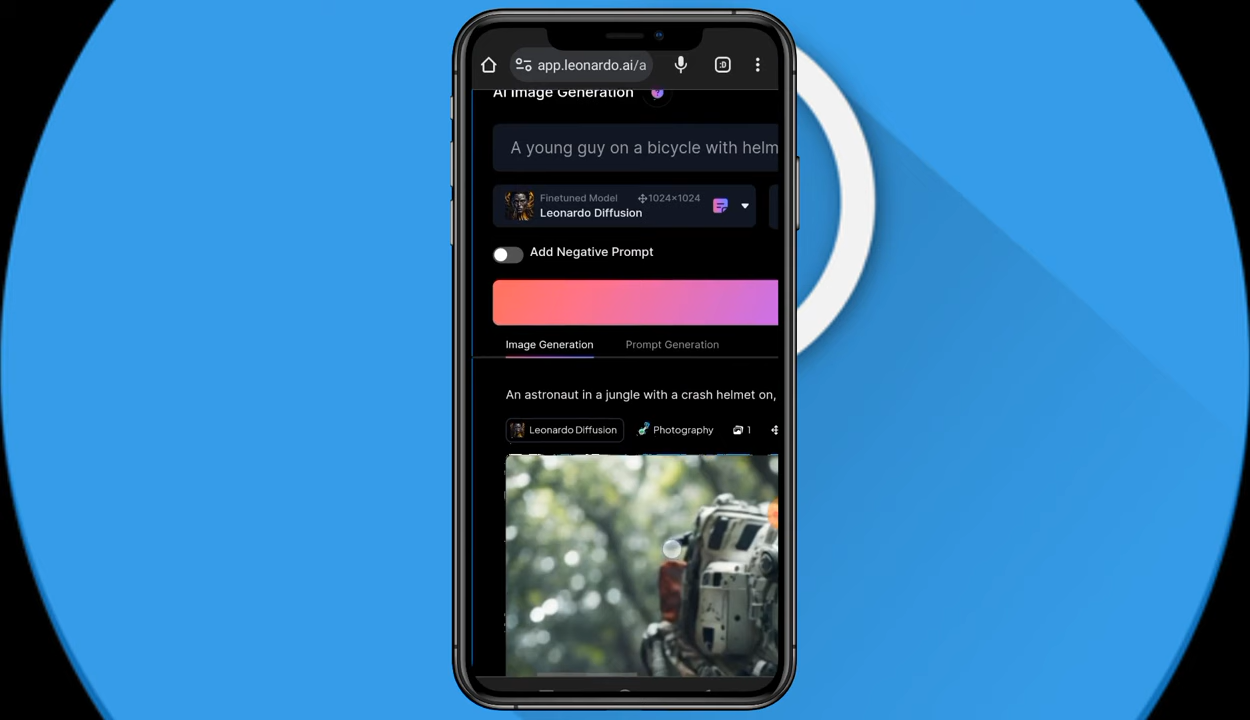 app.leonardo.ai/a
:D
AI Image Generation
A young guy on a bicycle with helm
Finetuned Model 1024×1024
Leonardo Diffusion
Add Negative Prompt
Image Generation Prompt Generation
An astronaut in a jungle with a crash helmet on,
Leonardo Diffusion Photography 1